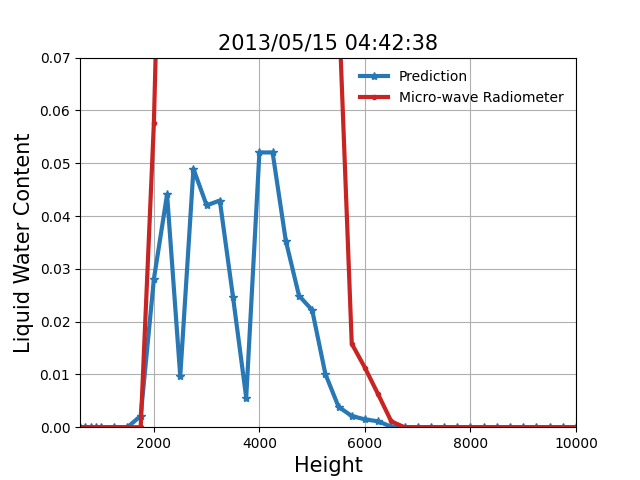 2013/05/15 04:42:38
Prediction
Micro-wave Radiometer
Liquid Water Content
0.07
0.06
0.05
0.04
0.03
0.02
0.01
0.00
2000 4000 6000 8000 10000
Height